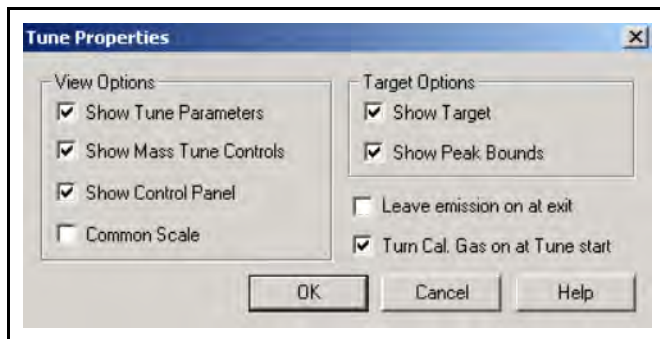 Tune Properties
View Options
Show Tune Parameters
Show Mass Tune Controls
Show Control Panel
Common Scale
Target Options
Show Target
Show Peak Bounds
Leave emission on at exit
Turn Cal. Gas on at Tune start
OK
Cancel
Help